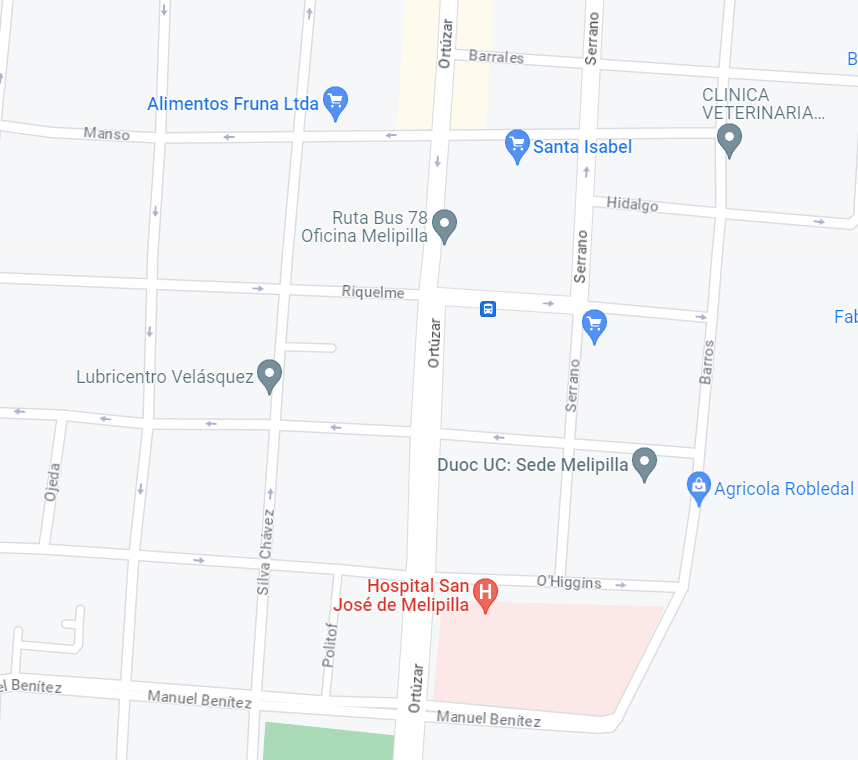 Ortúzar
Serrano
Barrales
B
CLINICA
VETERINARIA...
Alimentos Fruna Ltda
Manso
Santa Isabel
Hidalgo
Ruta Bus 78
Oficina Melipilla
Serrano
Riquelme
Fab
Ortúzar
Barros
Serrano
Lubricentro Velásquez
Duoc UC: Sede Melipilla
Ojeda
Agricola Robledal
Silva Chávez
O'Higgins
Hospital San
José de Melipilla
H
Politof
Ortúzar
el Benítez
Manuel Benítez
Manuel Benítez